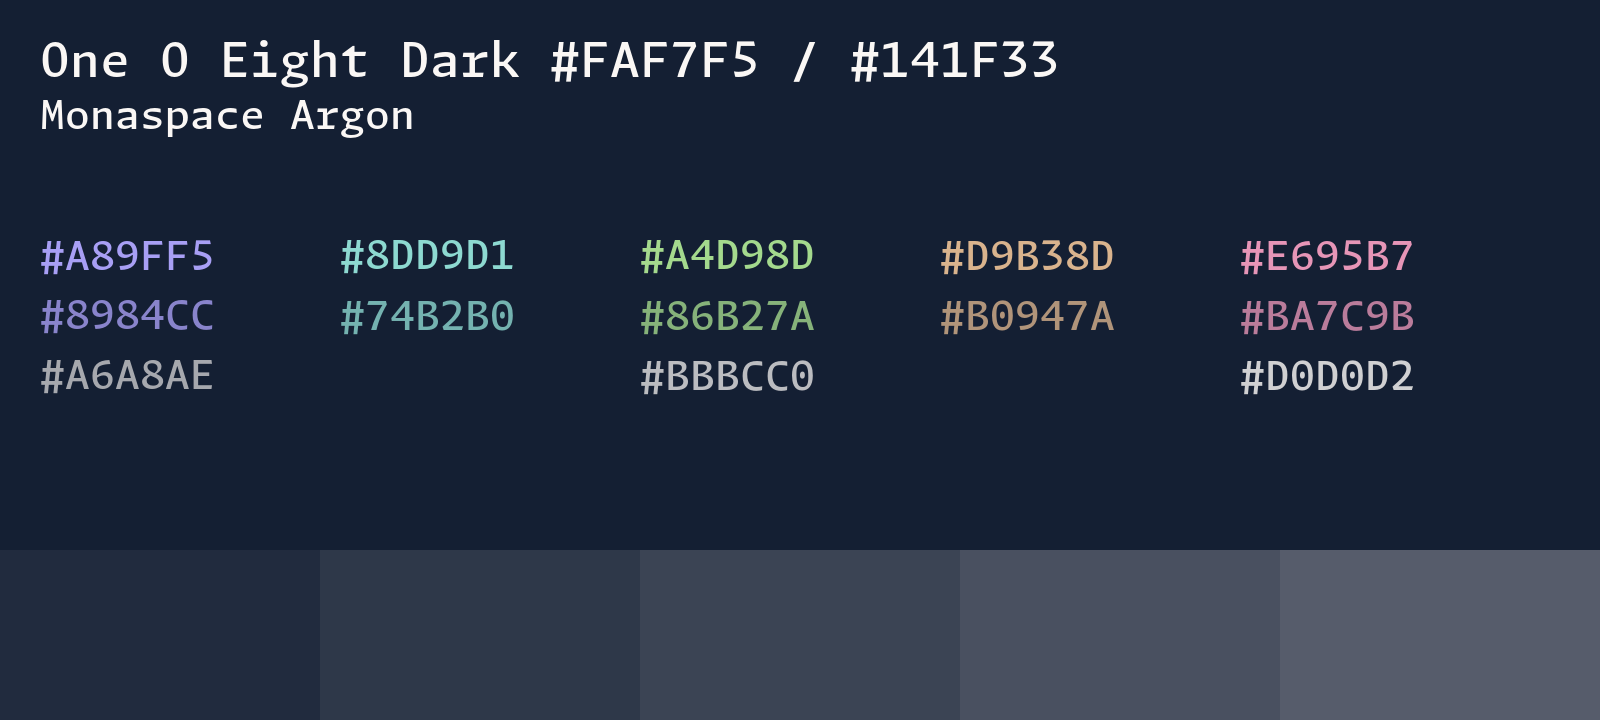 One O Eight Dark #FAF7F5 / #141F33
Monaspace Argon
#A89FF5 #8DD9D1 #A4D98D #D9B38D #E695B7
#8984CC #74B2B0 #86B27A #B0947A #BA7C9B
#A6A8AE #BBBCC0 #D0D0D2